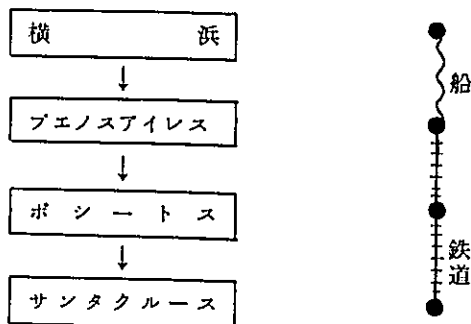 横浜
ブエノスアイレス
ポシートス
サンタクルース
船
鉄道